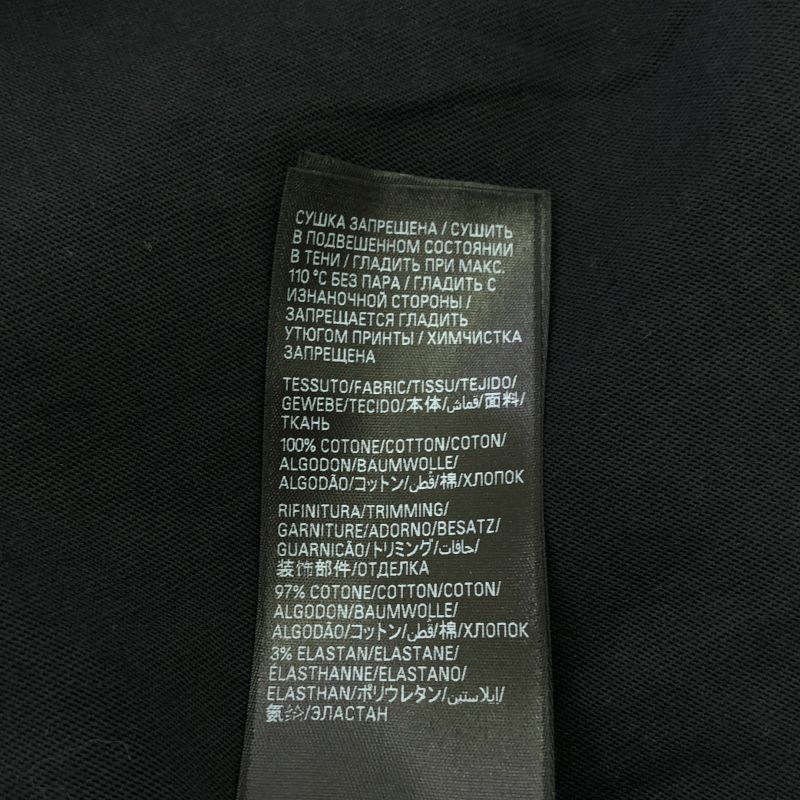 СУШКА ЗАПРЕЩЕНА / СУШИТЬ
В ПОДВЕШЕННОМ СОСТОЯНИИ
В ТЕНИ / ГЛАДИТЬ ПРИ МАКС.
110 °C БЕЗ ПАРА / ГЛАДИТЬ С
ИЗНАНОЧНОЙ СТОРОНЫ /
ЗАПРЕЩАЕТСЯ ГЛАДИТЬ
УТЮГОМ ПРИНТЫ / ХИМЧИСТКА
ЗАПРЕЩЕНА
TESSUTO/FABRIC/TISSU/TEJIDO/
GEWEBE/TECIDO/本体/قماش/面料/
ТКАНЬ
100% COTONE/COTTON/COTON/
ALGODON/BAUMWOLLE/
ALGODÃO/コットン/قطن/棉/ХЛОПОК
RIFINITURA/TRIMMING/
GARNITURE/ADORNO/BESATZ/
GUARNICÃO/トリミング/حافات/
装饰部件/ОТДЕЛКА
97% COTONE/COTTON/COTON/
ALGODON/BAUMWOLLE/
ALGODÃO/コットン/قطن/棉/ХЛОПОК
3% ELASTAN/ELASTANE/
ÉLASTHANNE/ELASTANO/
ELASTHAN/ポリウレタン/إيلاستين/
氨纶/ЭЛАСТАН